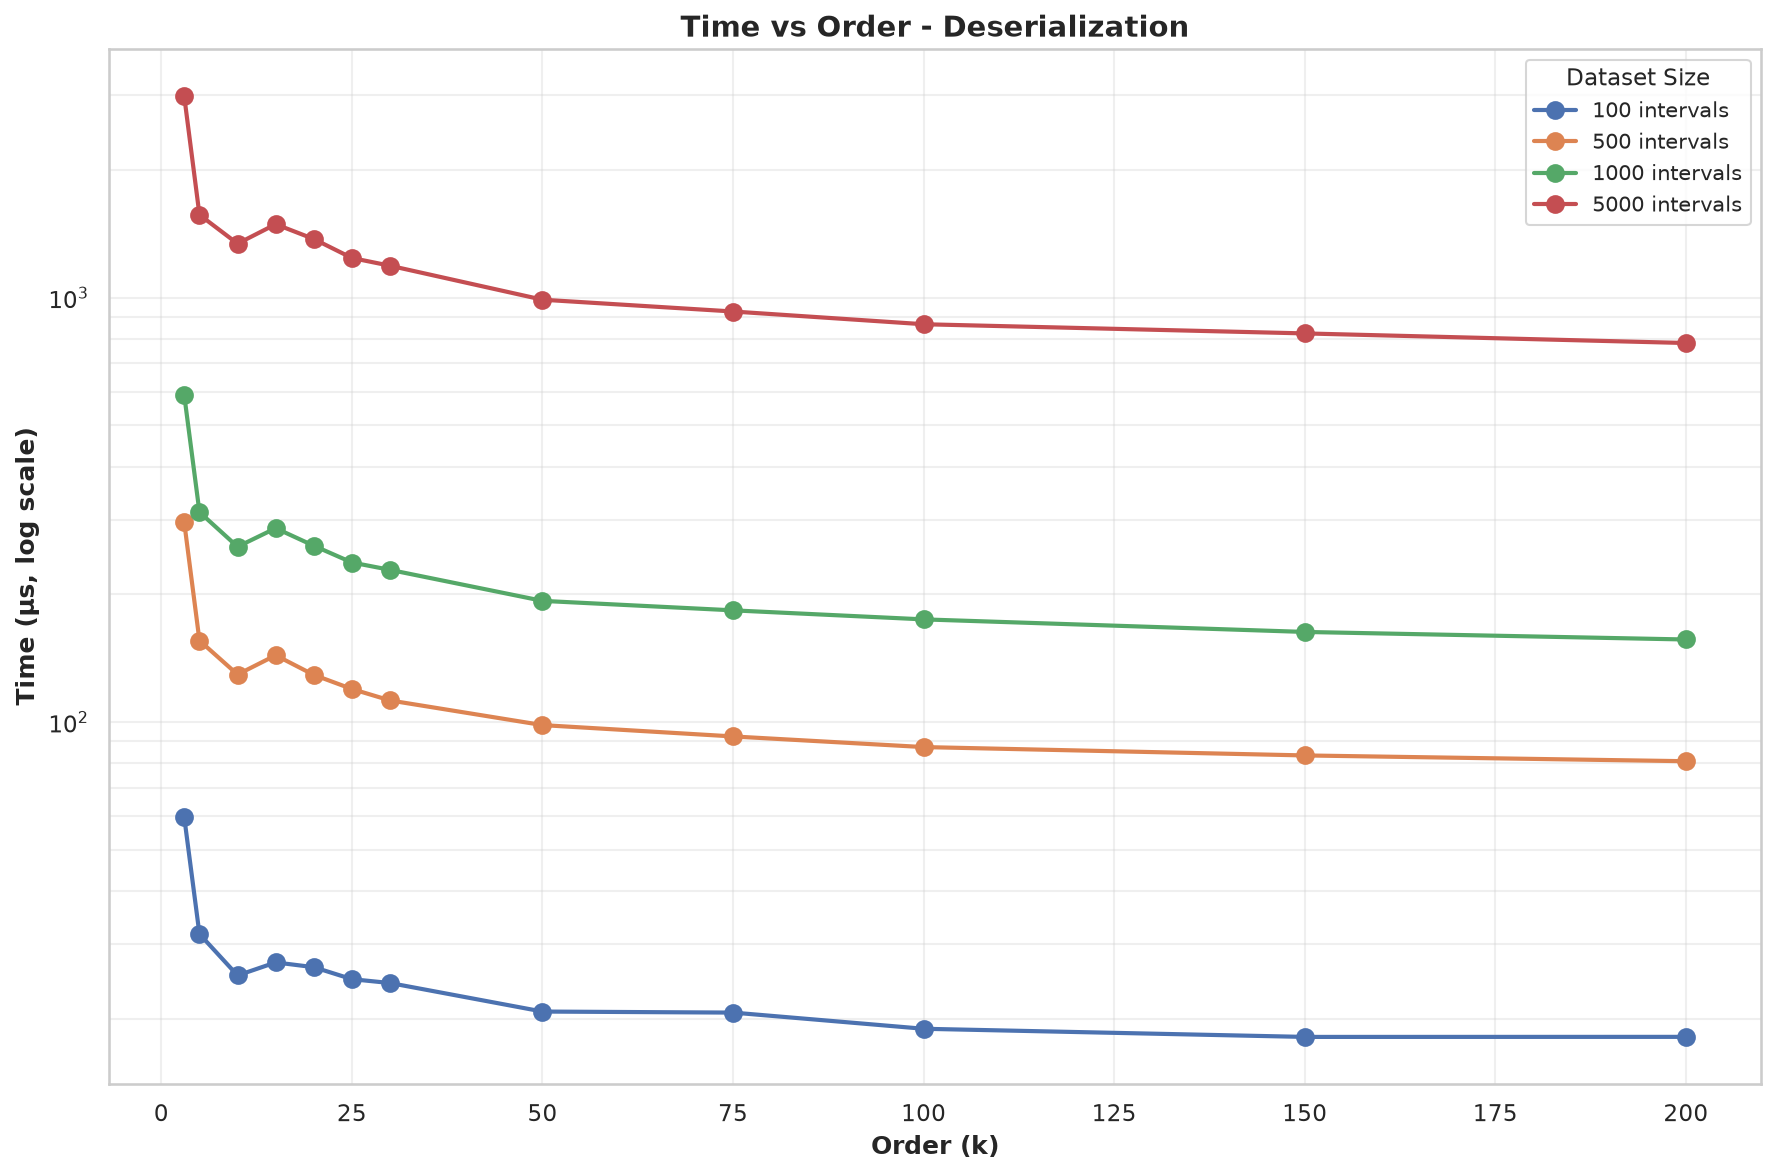 Time vs Order - Deserialization
Dataset Size
100 intervals
500 intervals
1000 intervals
5000 intervals
Time (µs, log scale)
10³
10²
0 25 50 75 100 125 150 175 200
Order (k)